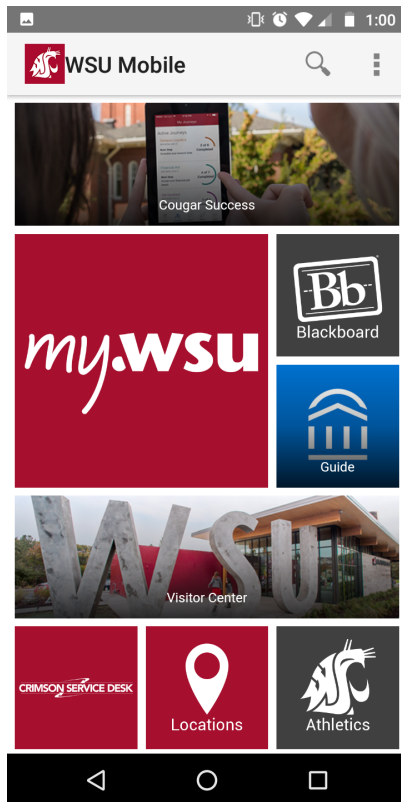 1:00
WSU Mobile
Cougar Success
my.wsu
Bb
Blackboard
Guide
WSU
Visitor Center
CRIMSON SERVICE DESK
Locations
Athletics